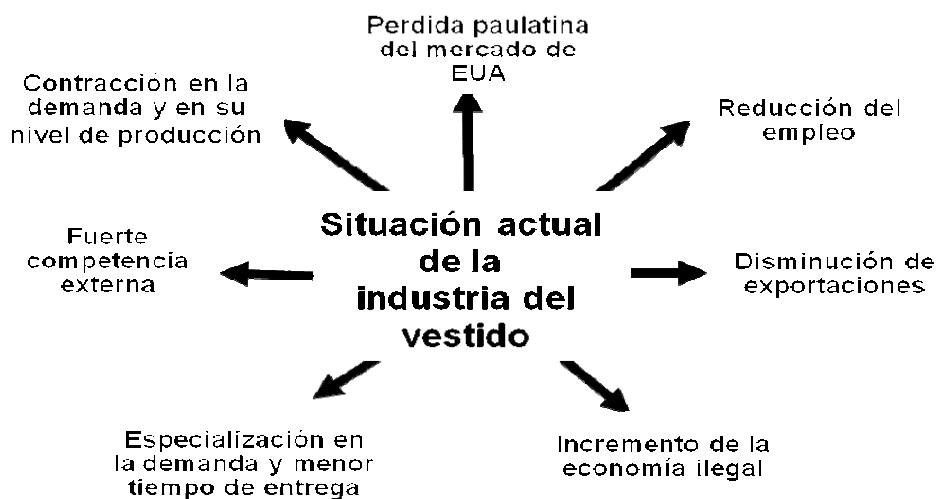 Perdida paulatina
del mercado de
EUA
Contracción en la
demanda y en su
nivel de producción
Reducción del
empleo
Situación actual
de la
industria del
vestido
Fuerte
competencia
externa
Disminución de
exportaciones
Especialización en
la demanda y menor
tiempo de entrega
Incremento de la
economía ilegal